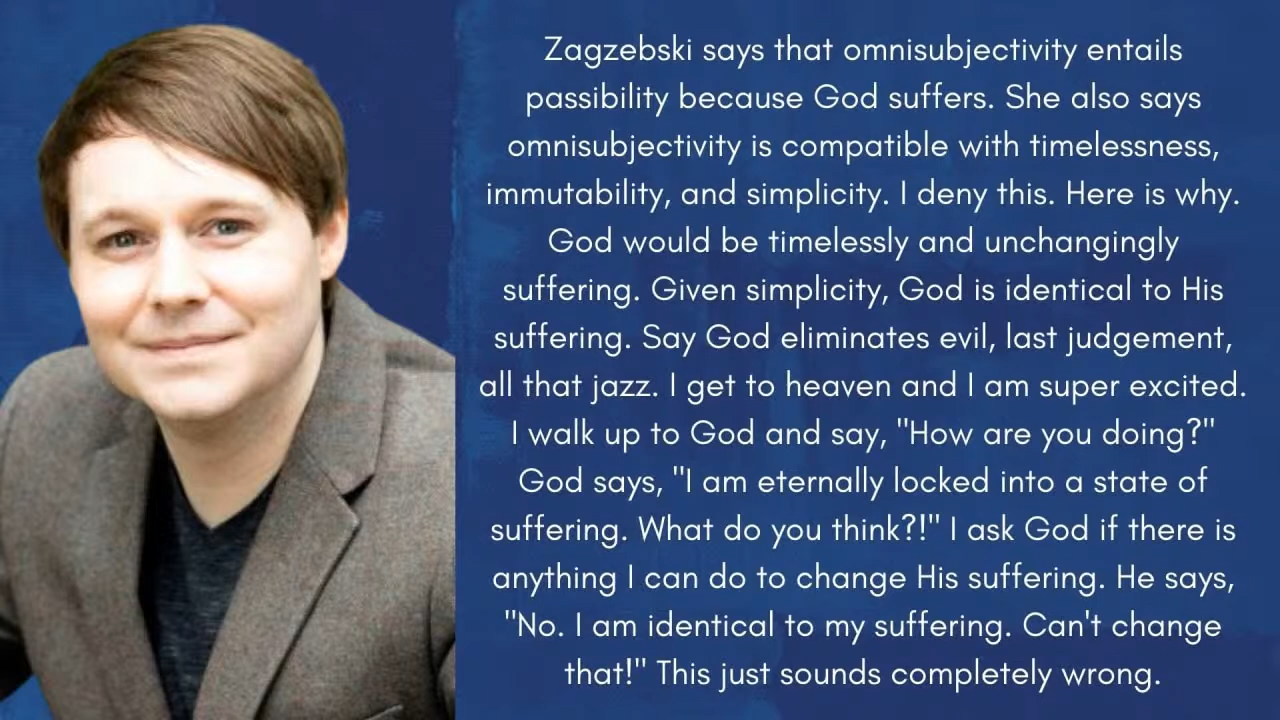 Zagzebski says that omnisubjectivity entails
passibility because God suffers. She also says
omnisubjectivity is compatible with timelessness,
immutability, and simplicity. I deny this. Here is why.
God would be timelessly and unchangingly
suffering. Given simplicity, God is identical to His
suffering. Say God eliminates evil, last judgement,
all that jazz. I get to heaven and I am super excited.
I walk up to God and say, "How are you doing?"
God says, "I am eternally locked into a state of
suffering. What do you think?!" I ask God if there is
anything I can do to change His suffering. He says,
"No. I am identical to my suffering. Can't change
that!" This just sounds completely wrong.